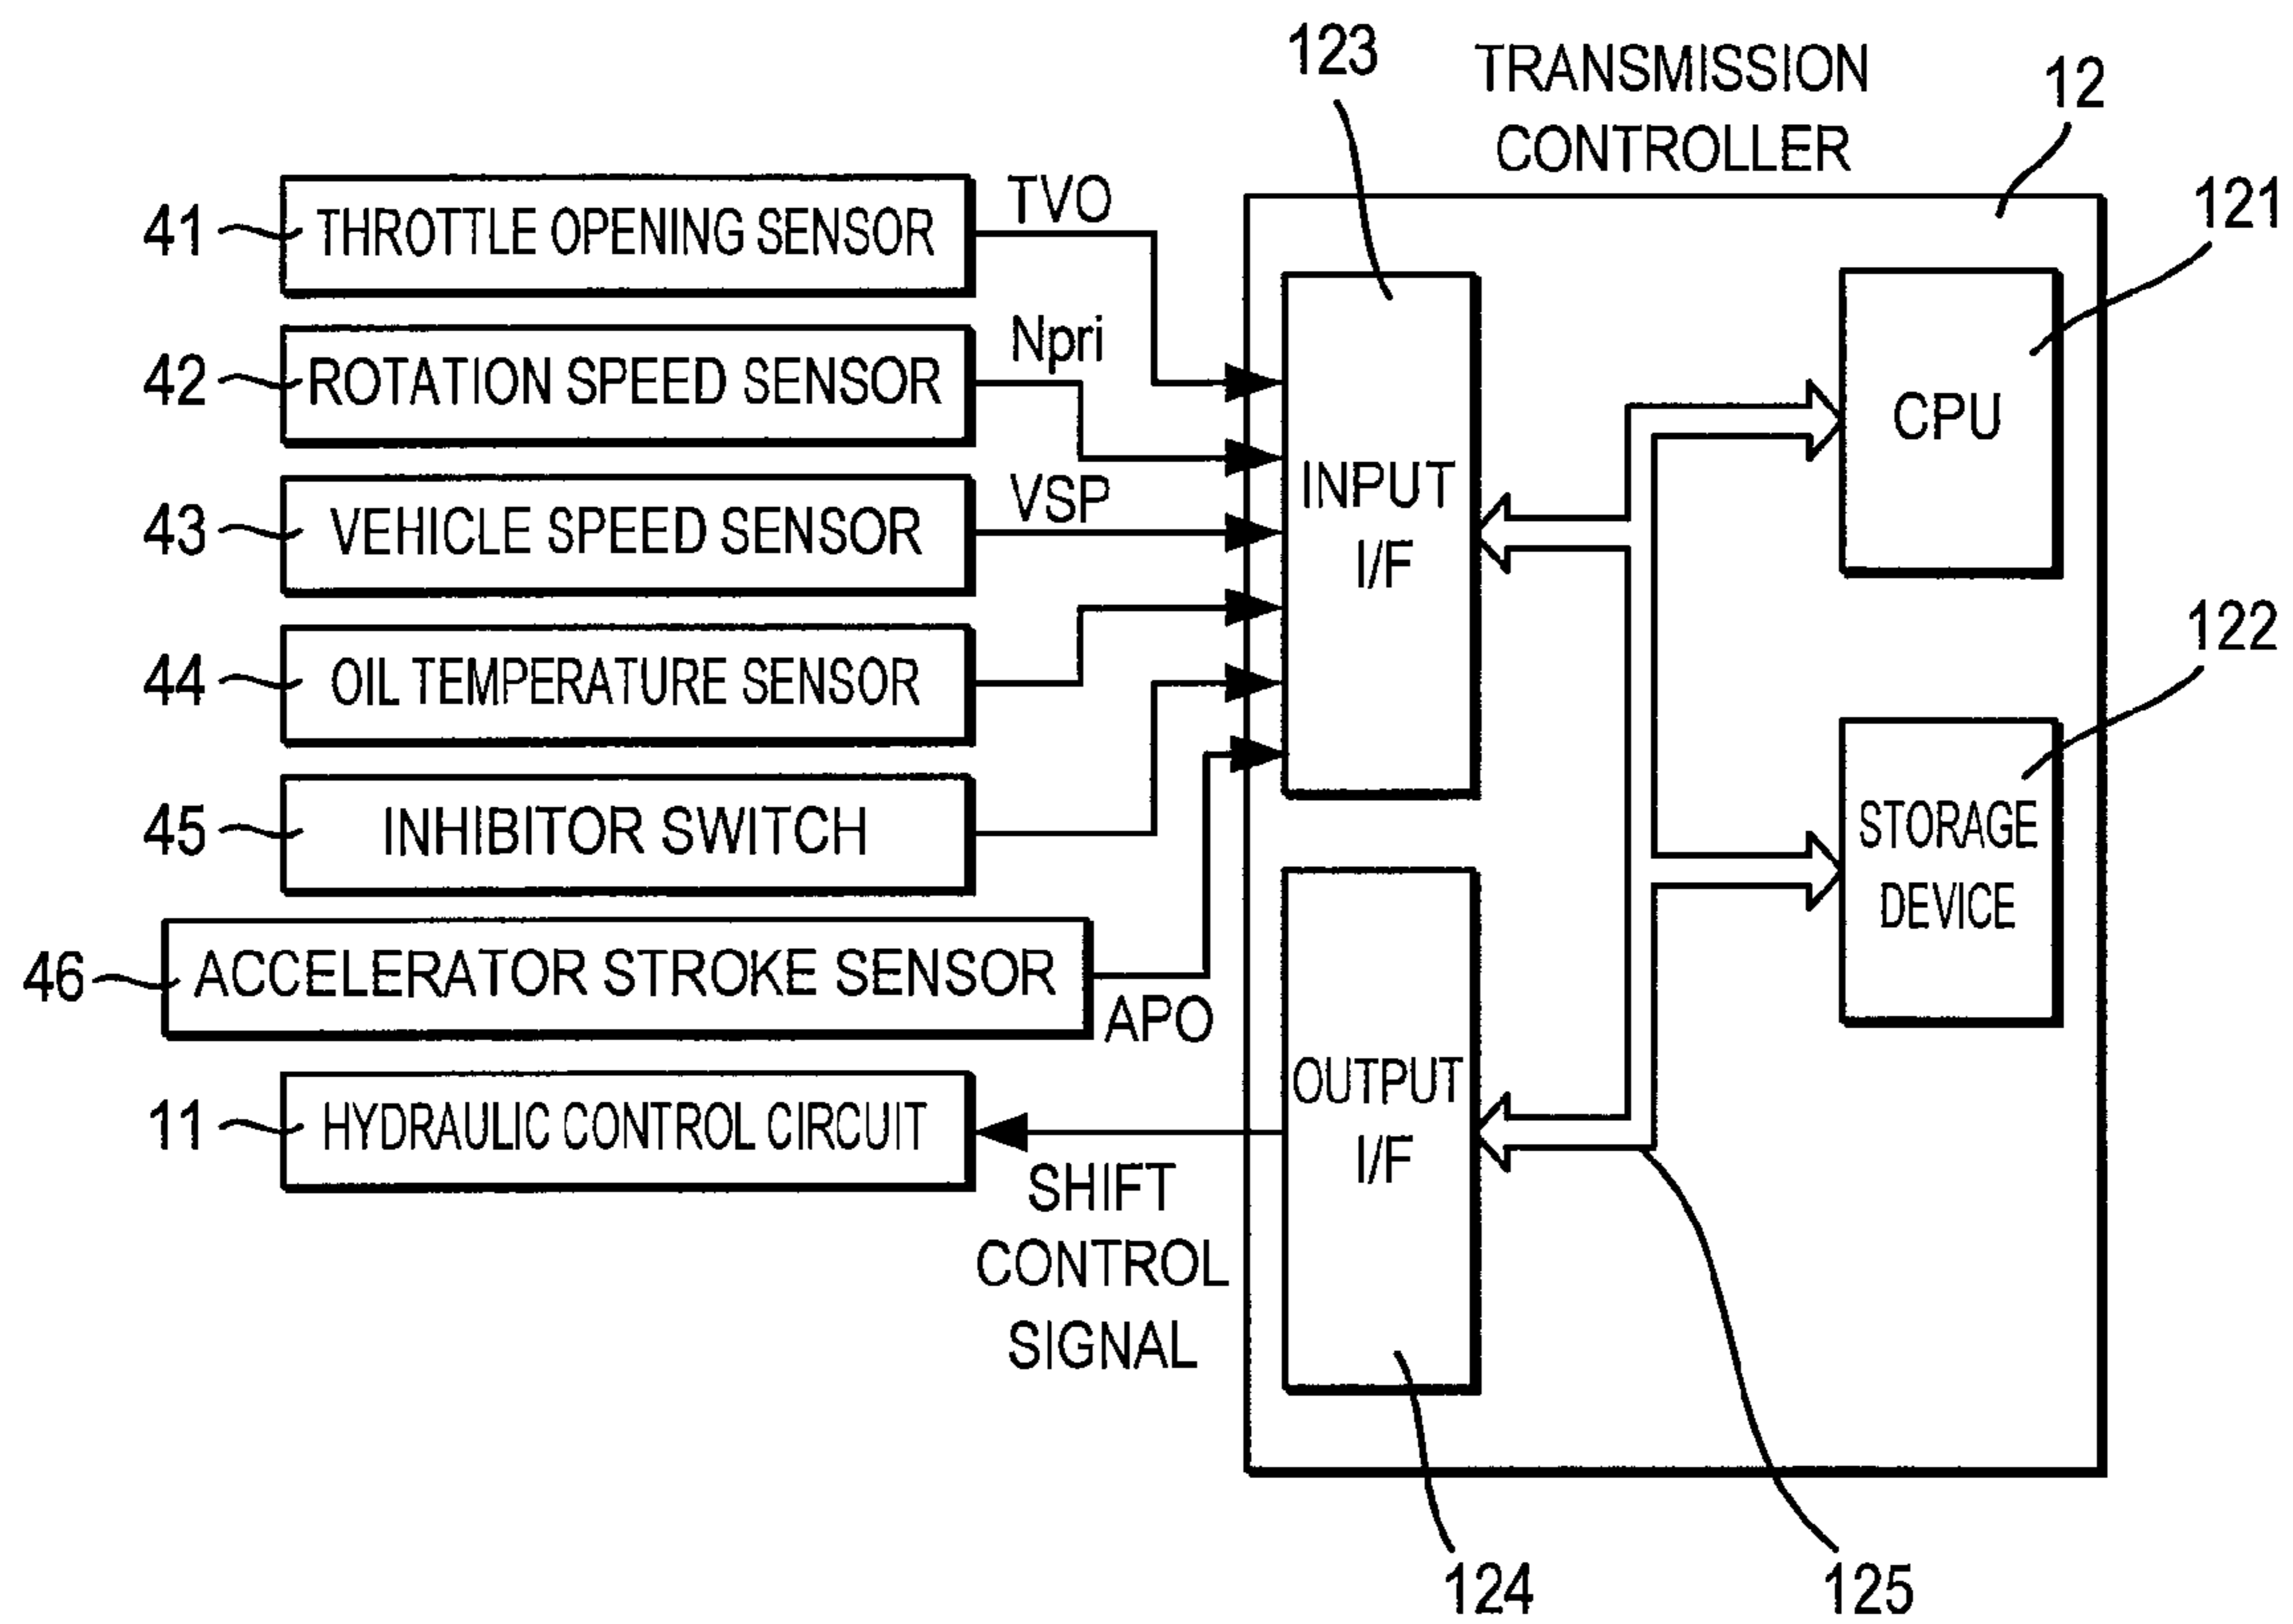 123
TRANSMISSION
CONTROLLER
12
121
41
THROTTLE OPENING SENSOR
TVO
42
ROTATION SPEED SENSOR
Npri
43
VEHICLE SPEED SENSOR
VSP
44
OIL TEMPERATURE SENSOR
45
INHIBITOR SWITCH
46
ACCELERATOR STROKE SENSOR
APO
11
HYDRAULIC CONTROL CIRCUIT
SHIFT
CONTROL
SIGNAL
INPUT
I/F
CPU
122
STORAGE
DEVICE
OUTPUT
I/F
124
125